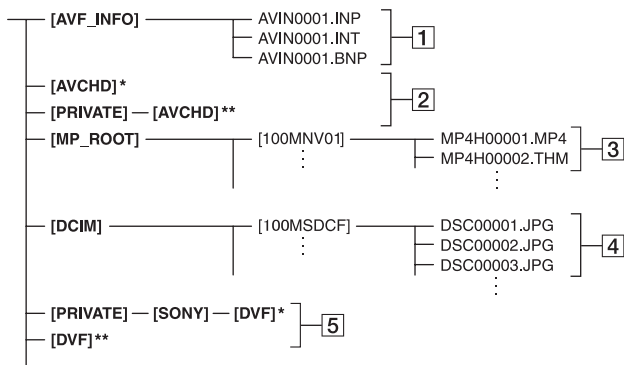 [AVF_INFO] AVIN0001.INP
AVIN0001.INT 1
AVIN0001.BNP
[AVCHD]* 2
[PRIVATE] [AVCHD]**
[MP_ROOT] [100MNV01] MP4H00001.MP4 3
MP4H00002.THM
[DCIM] [100MSDCF] DSC00001.JPG
DSC00002.JPG 4
DSC00003.JPG
[PRIVATE] [SONY] [DVF]* 5
[DVF]**